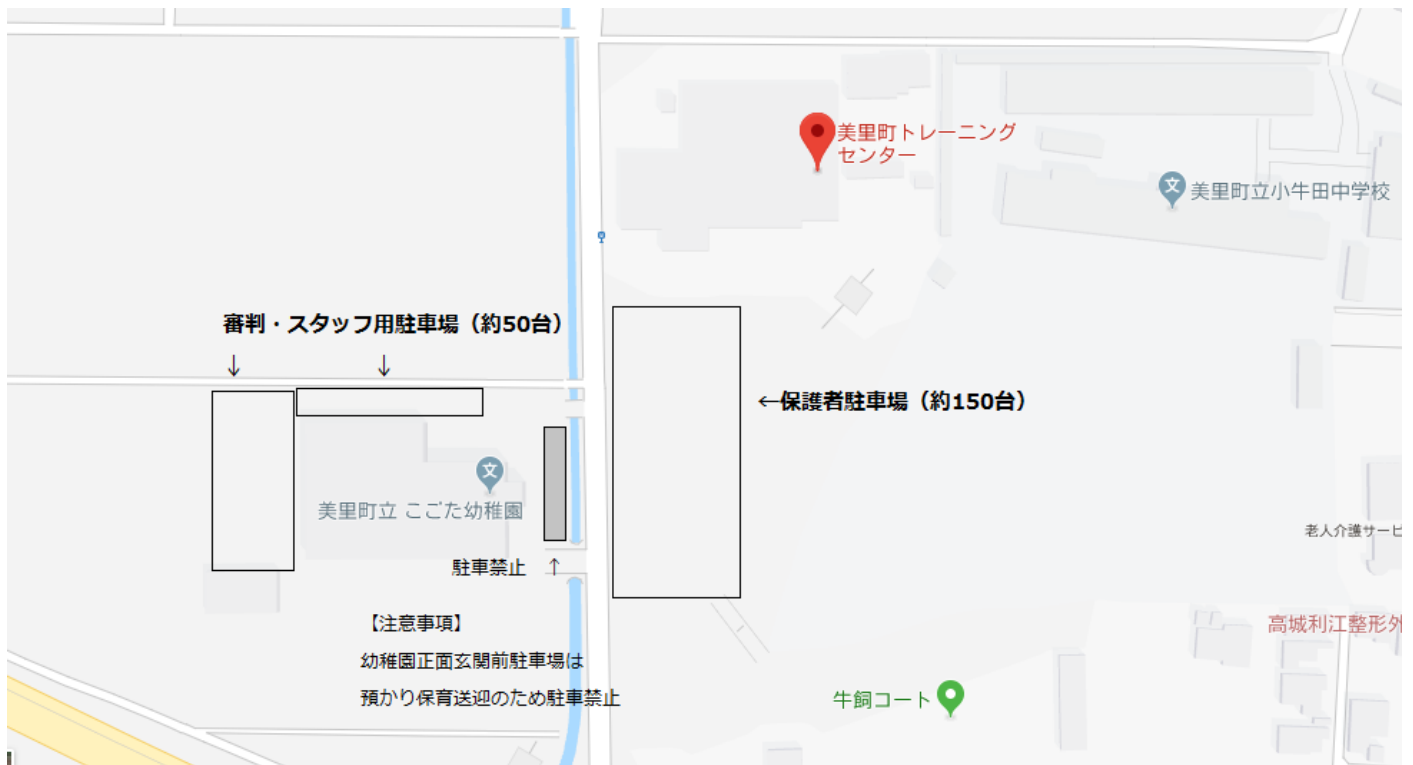 美里町トレーニング
センター
美里町立小牛田中学校
審判・スタッフ用駐車場（約50台）
↓ ↓
←保護者駐車場（約150台）
美里町立 こごた幼稚園
老人介護サービ
駐車禁止 ↑
【注意事項】
幼稚園正面玄関前駐車場は
預かり保育送迎のため駐車禁止
高城利江整形外
牛飼コート
文
文